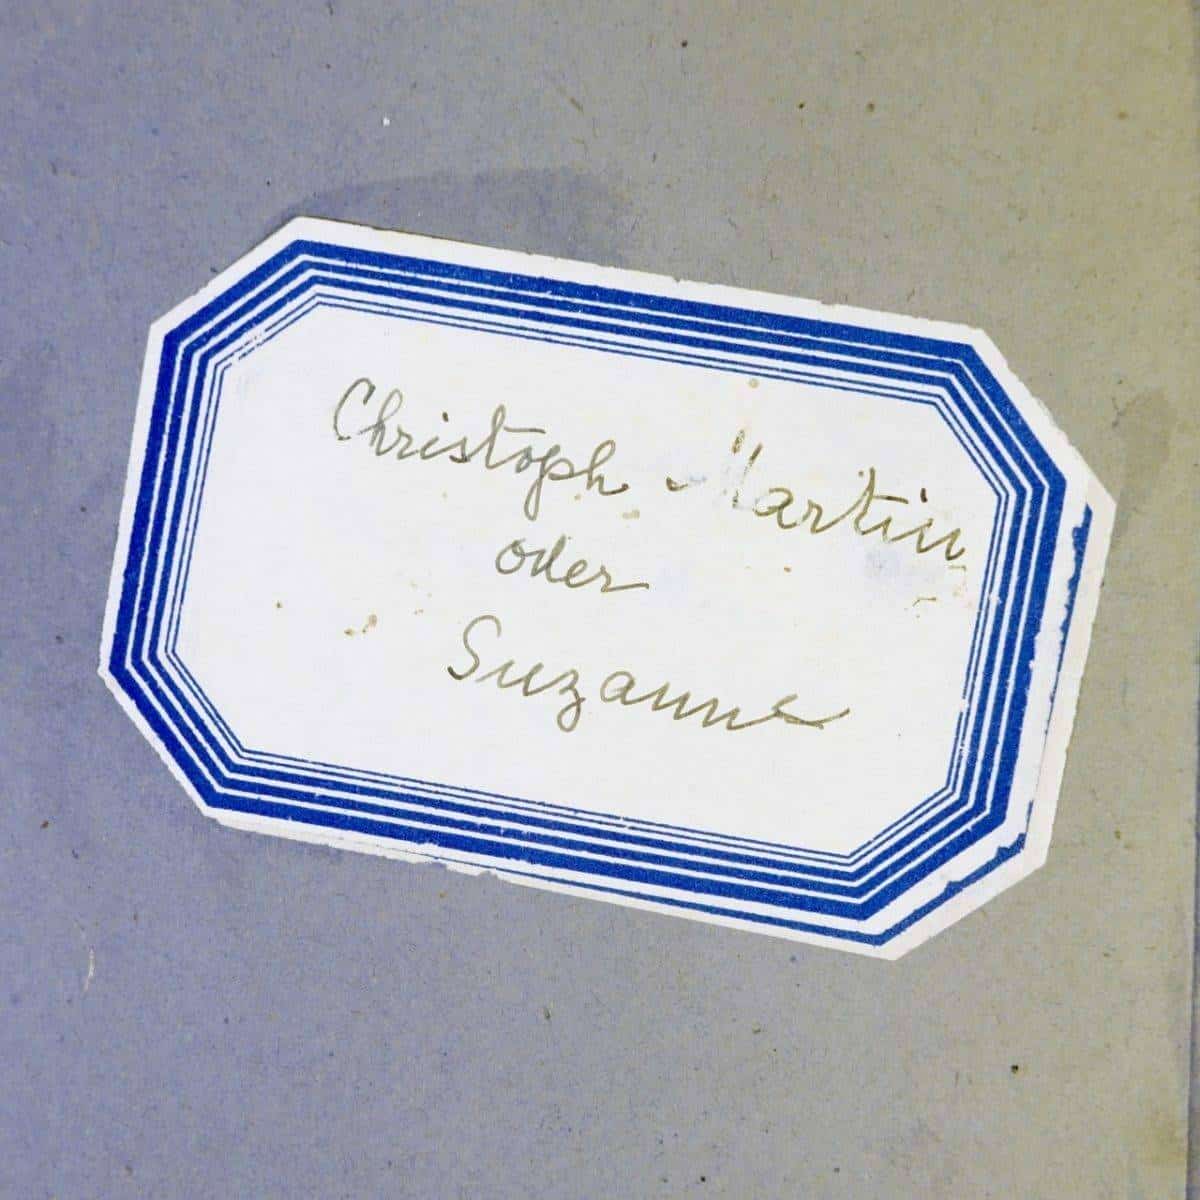 Christoph - Martin
oder
Suzanne